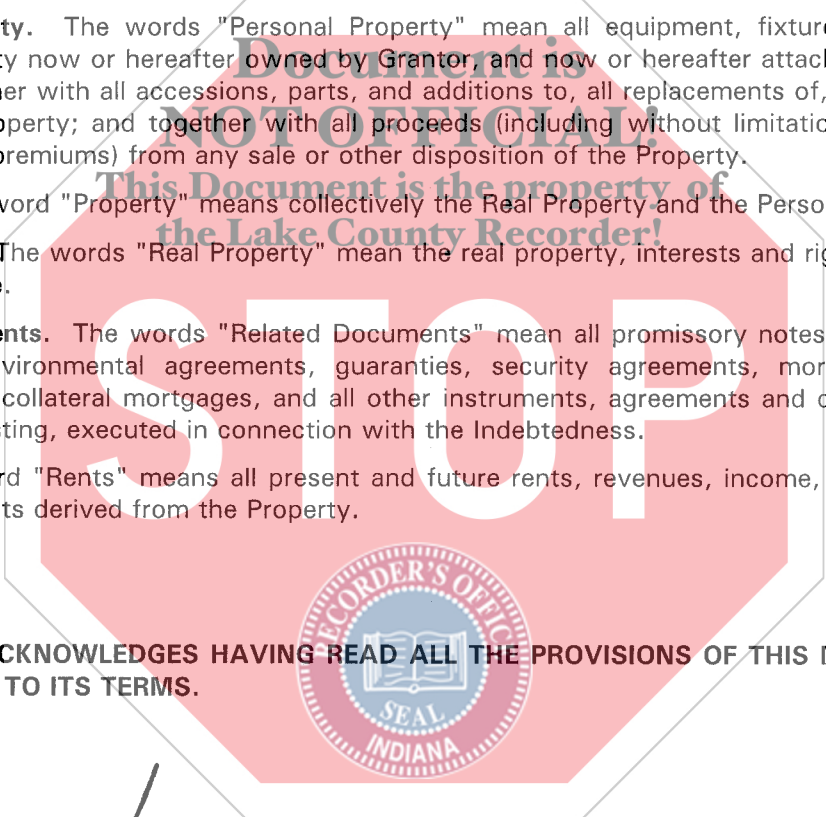 ty. The words "Personal Property" mean all equipment, fixture
ty now or hereafter owned by Grantor, and now or hereafter attach
er with all accessions, parts, and additions to, all replacements of,
operty; and together with all proceeds (including without limitatio
premiums) from any sale or other disposition of the Property.
word "Property" means collectively the Real Property and the Perso
The words "Real Property" mean the real property, interests and rig
e.
ents. The words "Related Documents" mean all promissory notes
vironmental agreements, guaranties, security agreements, mor
collateral mortgages, and all other instruments, agreements and d
sting, executed in connection with the Indebtedness.
rd "Rents" means all present and future rents, revenues, income,
ts derived from the Property.
CKNOWLEDGES HAVING READ ALL THE PROVISIONS OF THIS D
TO ITS TERMS.
Document is
NOT OFFICIAL!
This Document is the property of
the Lake County Recorder!
STOP
RECORDER'S OFFIC
SEAL
INDIANA